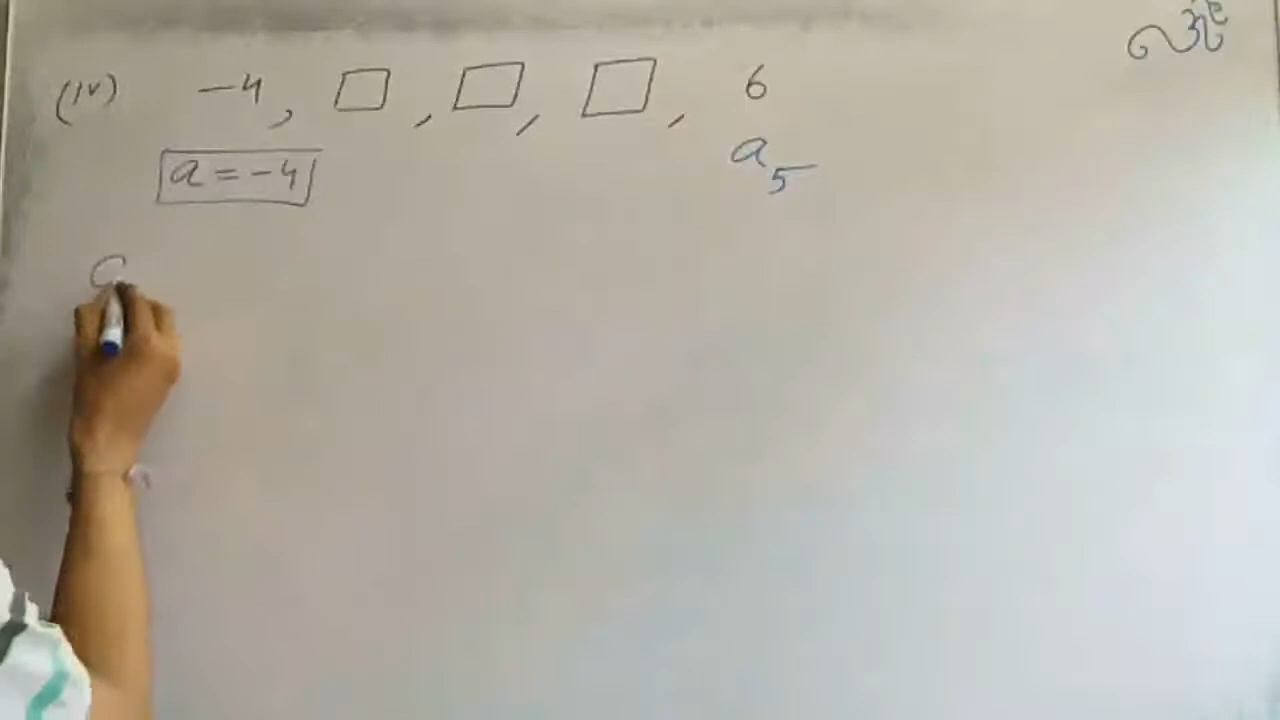 (iv) -4, □, □, □, 6
a = -4
a₅